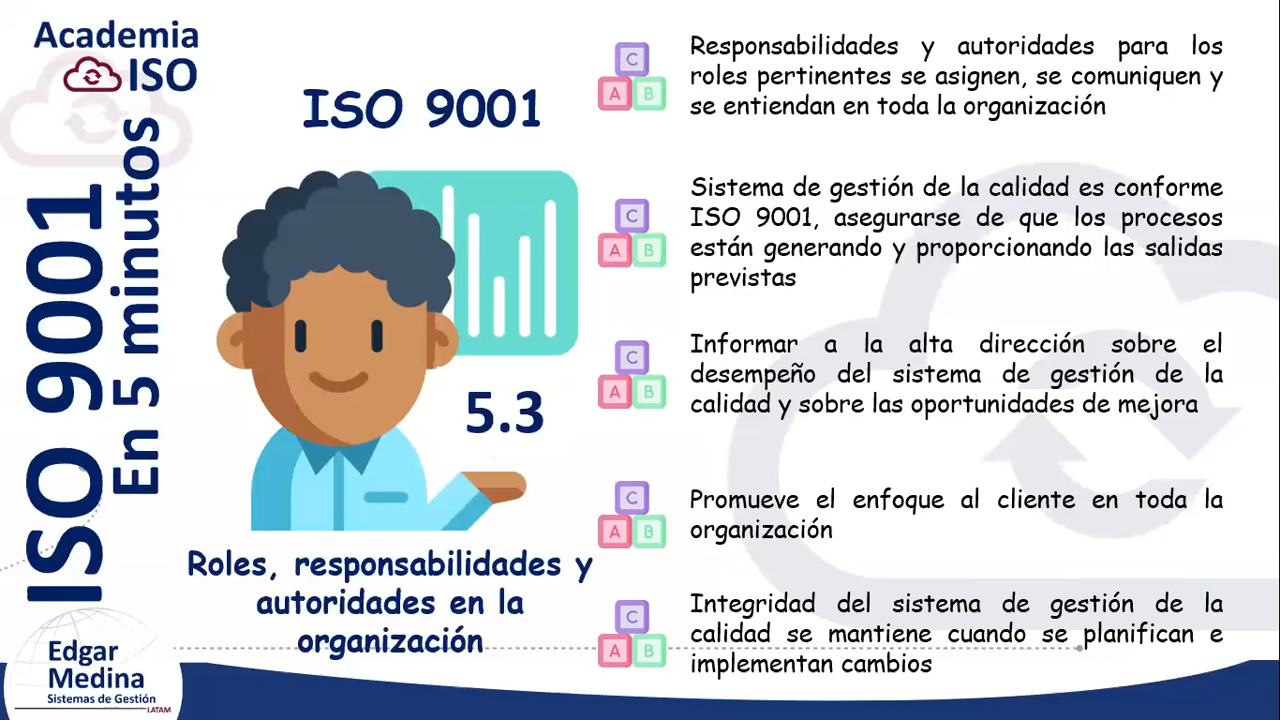 Academia
ISO
ISO 9001
En 5 minutos
ISO 9001
5.3
Roles, responsabilidades y
autoridades en la
organización
C
A B
Responsabilidades y autoridades para los
roles pertinentes se asignen, se comuniquen y
se entiendan en toda la organización
C
A B
Sistema de gestión de la calidad es conforme
ISO 9001, asegurarse de que los procesos
están generando y proporcionando las salidas
previstas
C
A B
Informar a la alta dirección sobre el
desempeño del sistema de gestión de la
calidad y sobre las oportunidades de mejora
C
A B
Promueve el enfoque al cliente en toda la
organización
C
A B
Integridad del sistema de gestión de la
calidad se mantiene cuando se planifican e
implementan cambios
Edgar
Medina
Sistemas de Gestión
LATAM